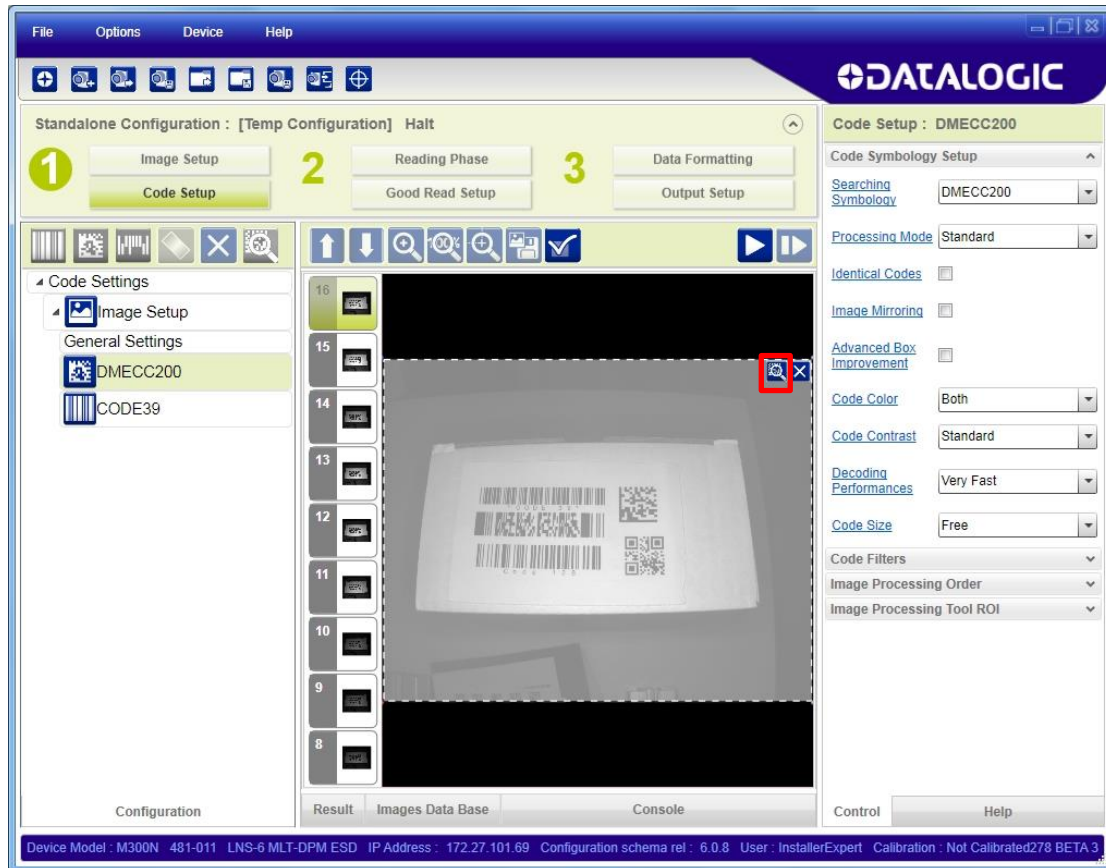 File Options Device Help
DATALOGIC
Standalone Configuration : [Temp Configuration] Halt
1 Image Setup 2 Reading Phase 3 Data Formatting
Code Setup Good Read Setup Output Setup
100%
Code Settings
Image Setup
General Settings
DMECC200
CODE39
16
15
14
13
12
11
10
9
8
Code 128
Configuration
Result Images Data Base Console
Code Setup : DMECC200
Code Symbology Setup
Searching Symbology DMECC200
Processing Mode Standard
Identical Codes
Image Mirroring
Advanced Box Improvement
Code Color Both
Code Contrast Standard
Decoding Performances Very Fast
Code Size Free
Code Filters
Image Processing Order
Image Processing Tool ROI
Control Help
Device Model : M300N 481-011 LNS-6 MLT-DPM ESD IP Address : 172.27.101.69 Configuration schema rel : 6.0.8 User : InstallerExpert Calibration : Not Calibrated278 BETA 3